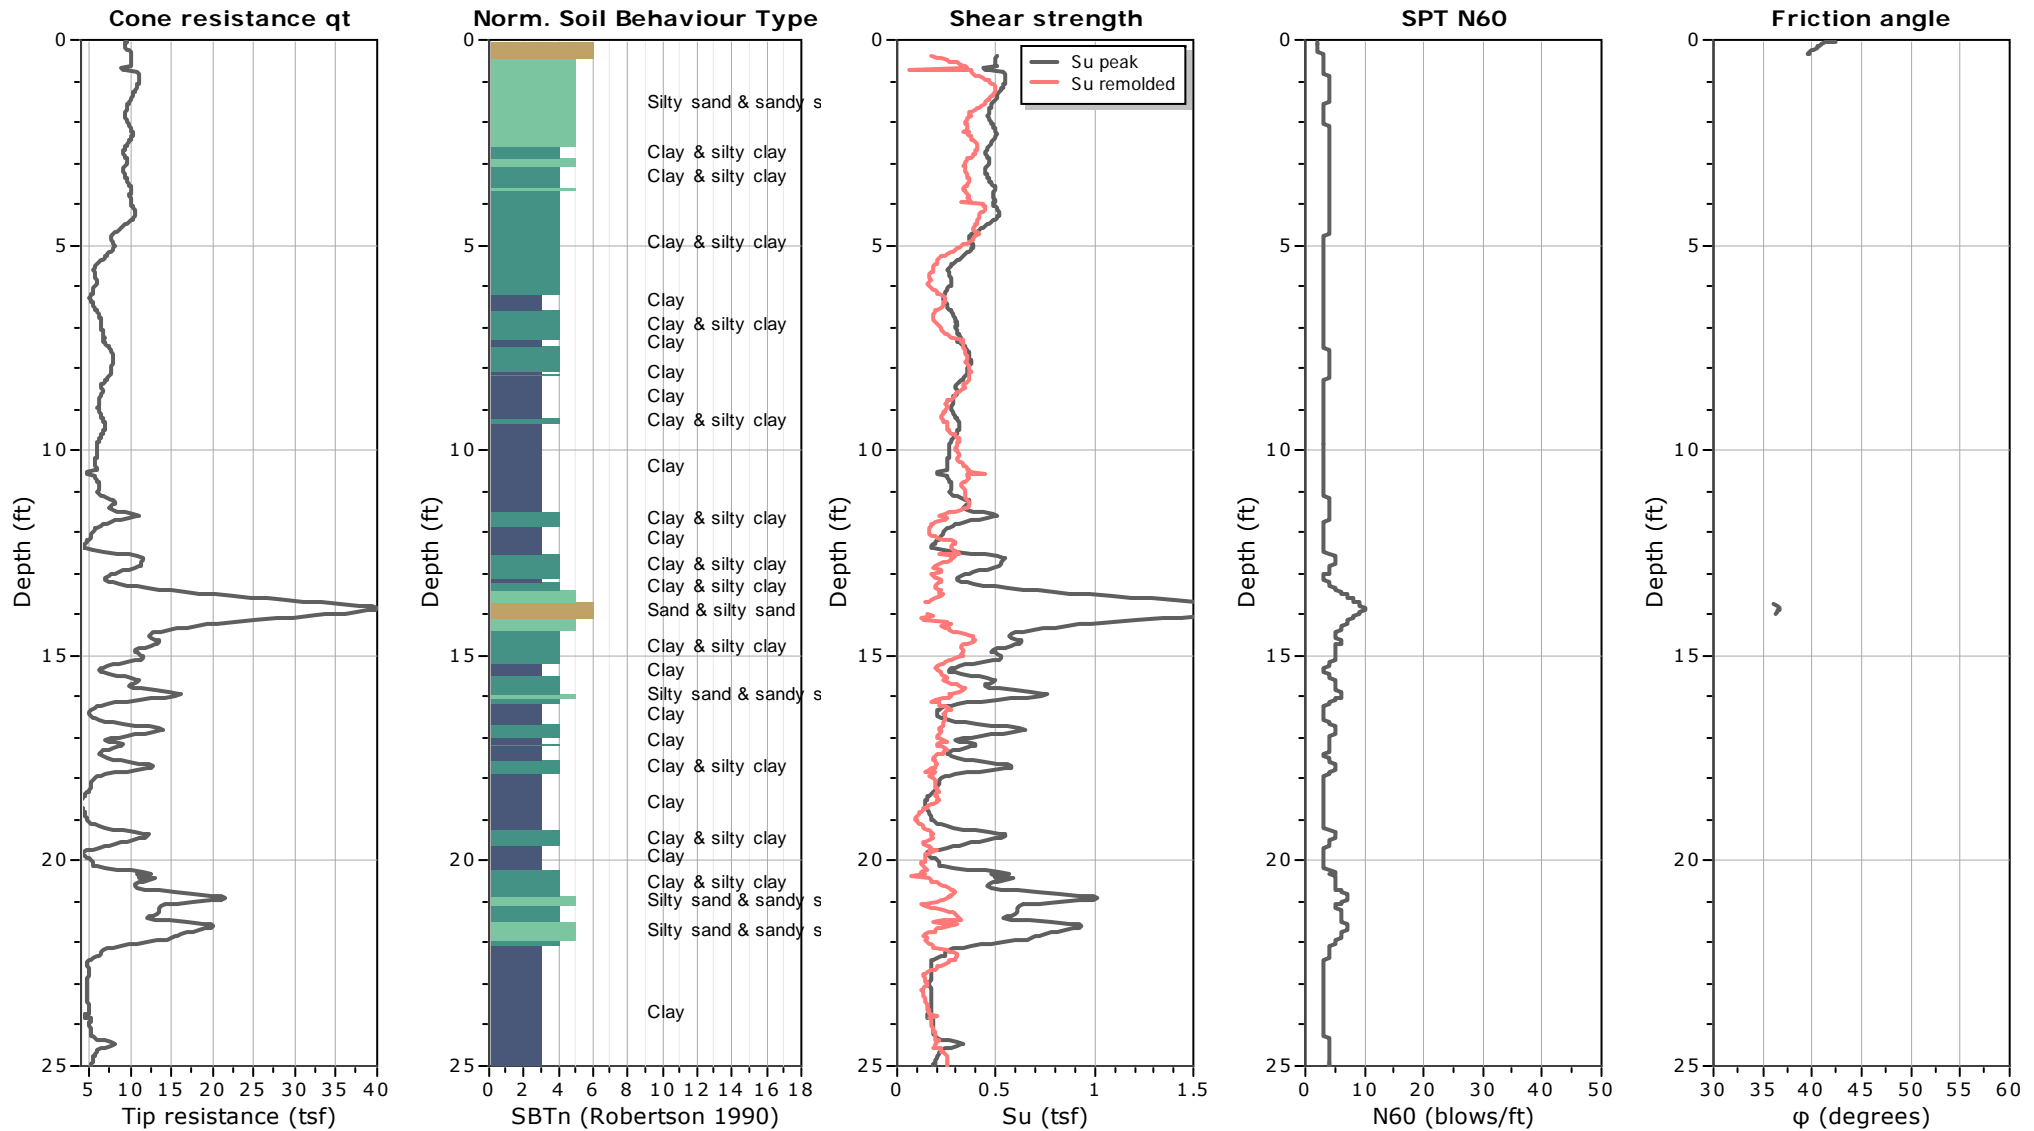 Cone resistance qt
0
5
10
15
20
25
Depth (ft)
5 10 15 20 25 30 35 40
Tip resistance (tsf)
Norm. Soil Behaviour Type
0
5
10
15
20
25
Depth (ft)
Silty sand & sandy s
Clay & silty clay
Clay & silty clay
Clay & silty clay
Clay
Clay & silty clay
Clay
Clay
Clay
Clay & silty clay
Clay
Clay & silty clay
Clay
Clay & silty clay
Clay & silty clay
Sand & silty sand
Clay & silty clay
Clay
Silty sand & sandy s
Clay
Clay
Clay & silty clay
Clay
Clay & silty clay
Clay
Clay & silty clay
Silty sand & sandy s
Silty sand & sandy s
Clay
0 2 4 6 8 10 12 14 16 18
SBTn (Robertson 1990)
Shear strength
Su peak
Su remolded
0
5
10
15
20
25
Depth (ft)
0 0.5 1 1.5
Su (tsf)
SPT N60
0
5
10
15
20
25
Depth (ft)
0 10 20 30 40 50
N60 (blows/ft)
Friction angle
0
5
10
15
20
25
Depth (ft)
30 35 40 45 50 55 60
φ (degrees)